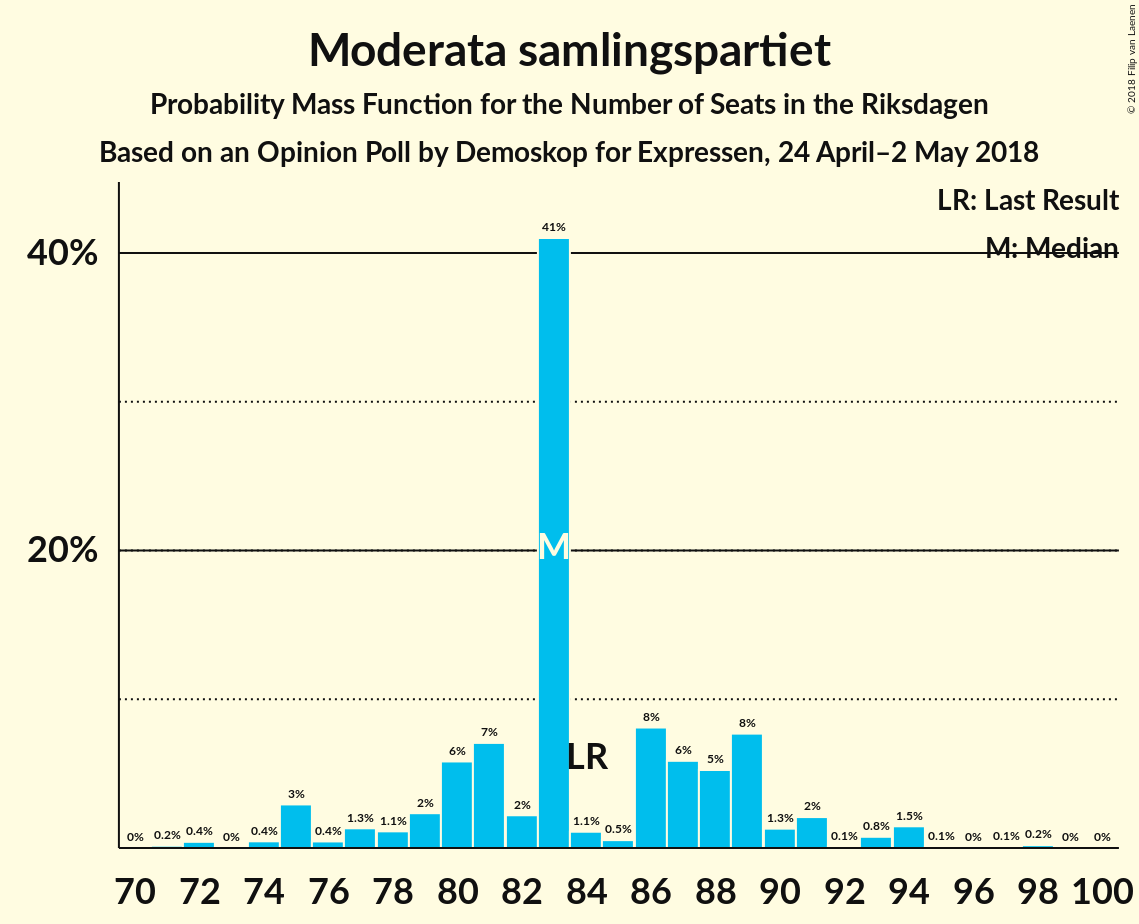 Moderata samlingspartiet
Probability Mass Function for the Number of Seats in the Riksdagen
Based on an Opinion Poll by Demoskop for Expressen, 24 April–2 May 2018
© 2018 Filip van Laenen
LR: Last Result
M: Median
40%
20%
0% 0.2% 0.4% 0% 0.4% 3% 0.4% 1.3% 1.1% 2% 6% 7% 2% 41% 1.1% 0.5% 8% 6% 5% 8% 1.3% 2% 0.1% 0.8% 1.5% 0.1% 0% 0.1% 0.2% 0% 0%
M
LR
70 72 74 76 78 80 82 84 86 88 90 92 94 96 98 100